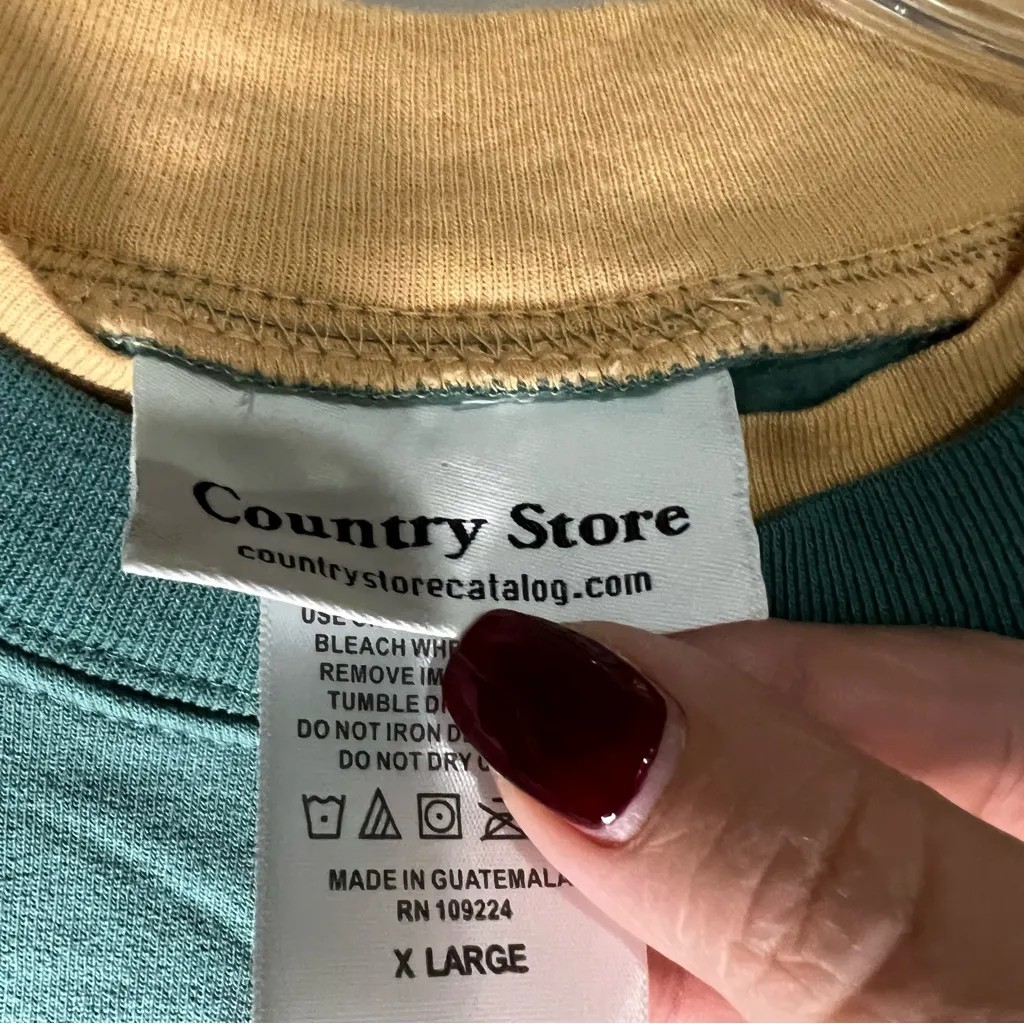 Country Store
countrystorecatalog.com
USE
BLEACH
REMOVE
TUMBLE
DO NOT IRON
DO NOT DRY
MADE IN GUATEMALA
RN 109224
X LARGE